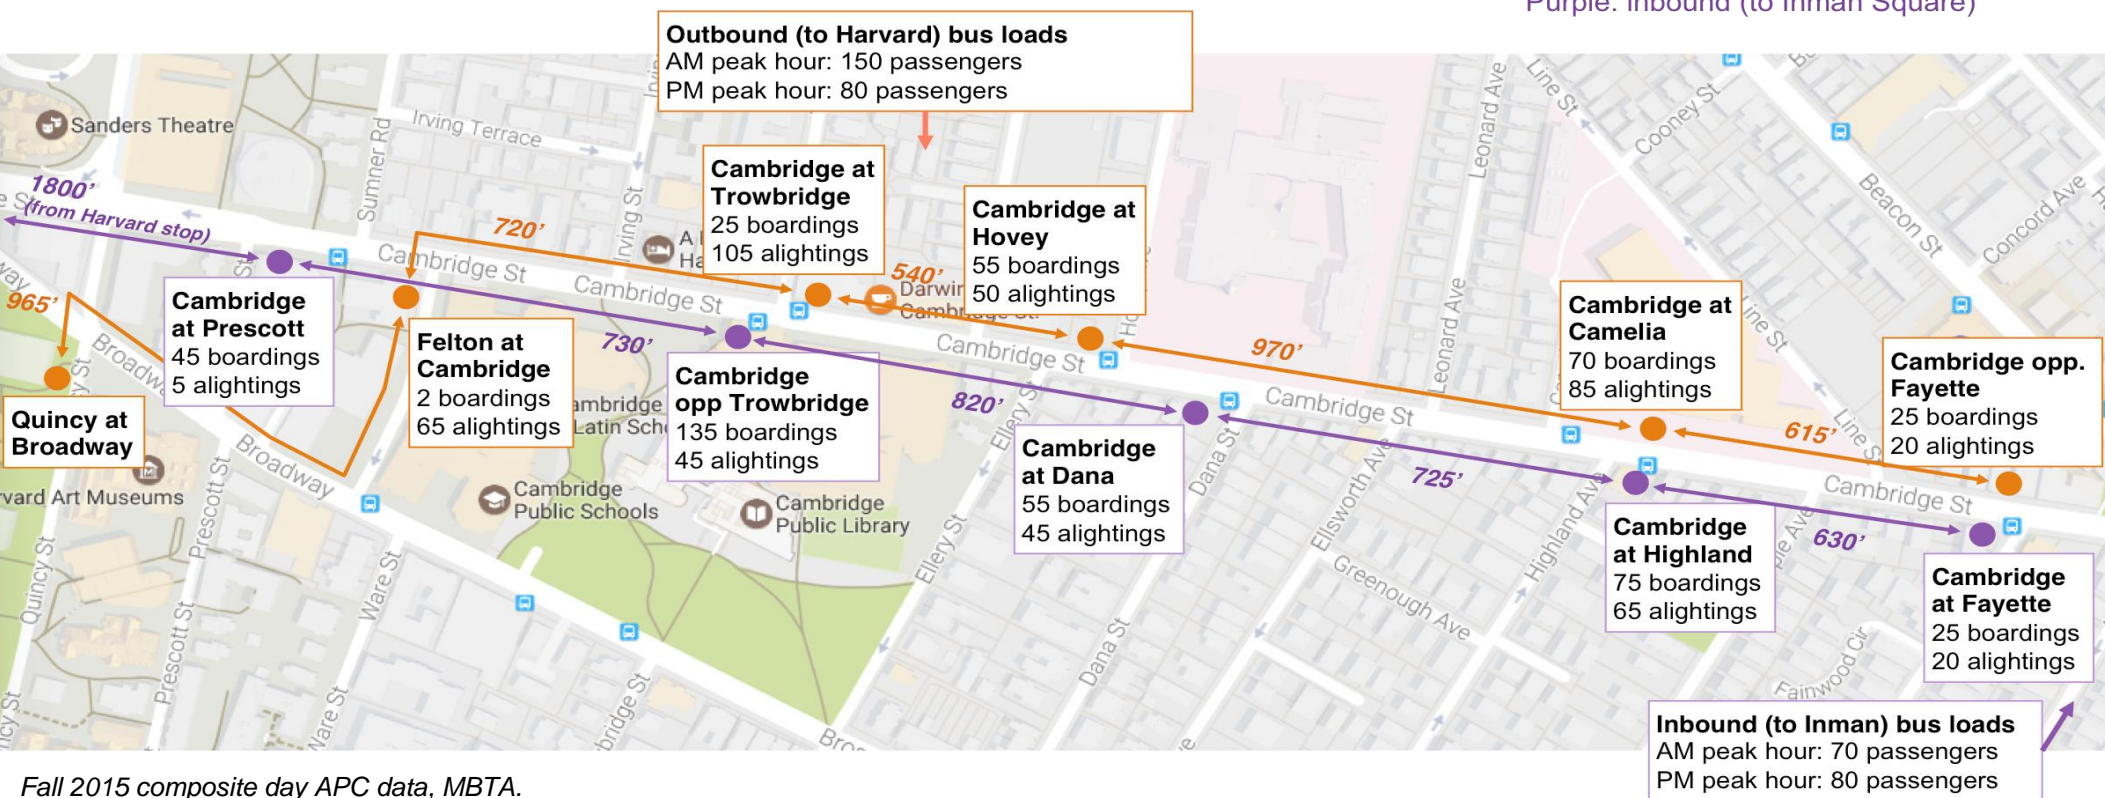 Purple: Inbound (to Inman Square)
Outbound (to Harvard) bus loads
AM peak hour: 150 passengers
PM peak hour: 80 passengers
Sanders Theatre
Irving Terrace
Sumner Rd
Irving St
Leonard Ave
Line St
Cooney St
Beacon St
Concord Ave
1800’
(from Harvard stop)
720’
Cambridge at
Trowbridge
25 boardings
105 alightings
Cambridge at
Hovey
55 boardings
50 alightings
540’
Cambridge St
Cambridge St
965’
Cambridge
at Prescott
45 boardings
5 alightings
Felton at
Cambridge
2 boardings
65 alightings
730’
Cambridge
opp Trowbridge
135 boardings
45 alightings
Cambridge St
970’
Leonard Ave
Line St
Cambridge at
Camelia
70 boardings
85 alightings
Cambridge opp.
Fayette
25 boardings
20 alightings
615’
Line St
Quincy at
Broadway
Broadway
820’
Ellery St
Cambridge
at Dana
55 boardings
45 alightings
Dana St
Cambridge St
725’
Ellsworth Ave
Highland Ave
Cambridge St
630’
Cambridge
at Highland
75 boardings
65 alightings
Cambridge
at Fayette
25 boardings
20 alightings
Prescott St
Cambridge
Public Schools
Cambridge
Public Library
Quincy St
Ware St
Ellery St
Greenough Ave
Prescott St
Ware St
Dana St
Fainwood Cir
Inbound (to Inman) bus loads
AM peak hour: 70 passengers
PM peak hour: 80 passengers
Fall 2015 composite day APC data, MBTA.